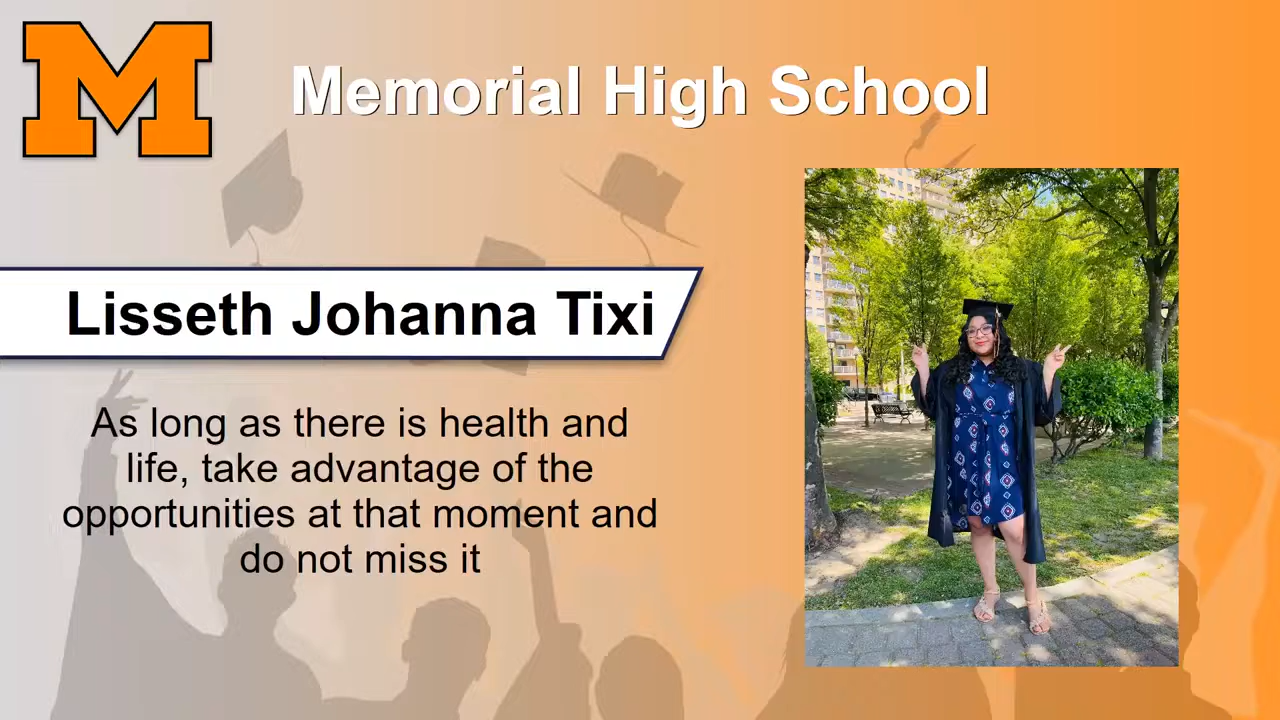 M
Memorial High School
Lisseth Johanna Tixi
As long as there is health and
life, take advantage of the
opportunities at that moment and
do not miss it